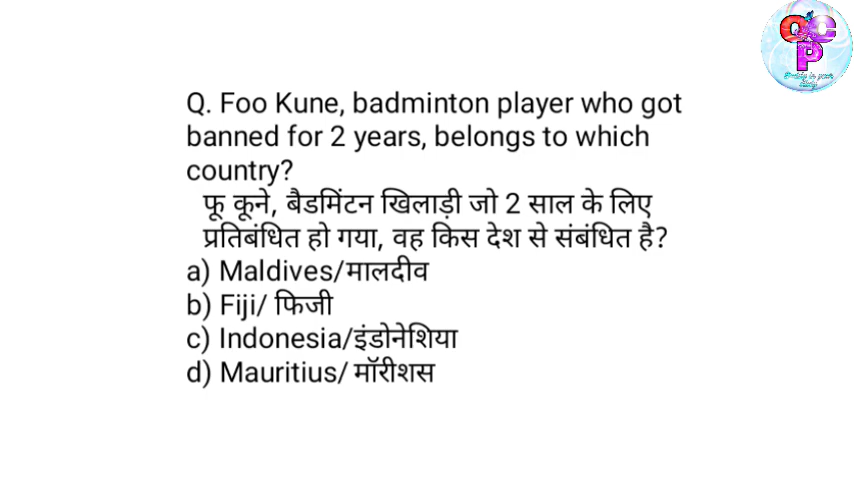 QCP
Q. Foo Kune, badminton player who got
banned for 2 years, belongs to which
country?
फू कूने, बैडमिंटन खिलाड़ी जो 2 साल के लिए
प्रतिबंधित हो गया, वह किस देश से संबंधित है?
a) Maldives/मालदीव
b) Fiji/ फिजी
c) Indonesia/इंडोनेशिया
d) Mauritius/ मॉरीशस